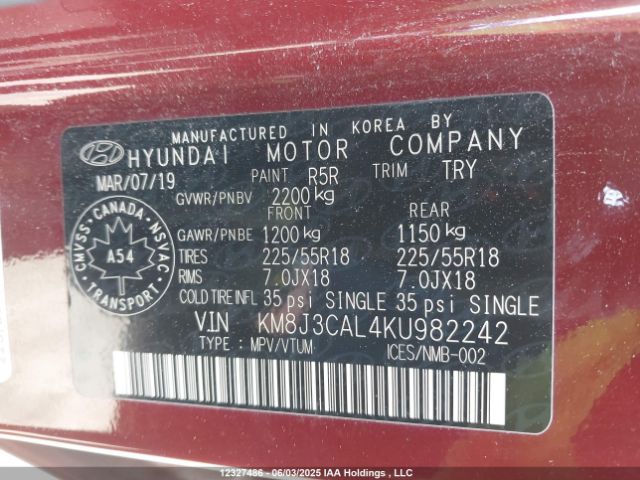 MANUFACTURED IN KOREA BY
HYUNDAI MOTOR COMPANY
MAR/07/19 PAINT R5R TRIM TRY
GVWR/PNBV 2200 kg
FRONT REAR
GAWR/PNBE 1200 kg 1150 kg
TIRES 225/55R18 225/55R18
RIMS 7.0JX18 7.0JX18
COLD TIRE INFL 35 psi SINGLE 35 psi SINGLE
VIN KM8J3CAL4KU982242
TYPE : MPV/VTUM ICES/NMB-002
CMVSS · CANADA · NSVAC
A54
TRANSPORT
12327486 - 06/03/2025 IAA Holdings, LLC